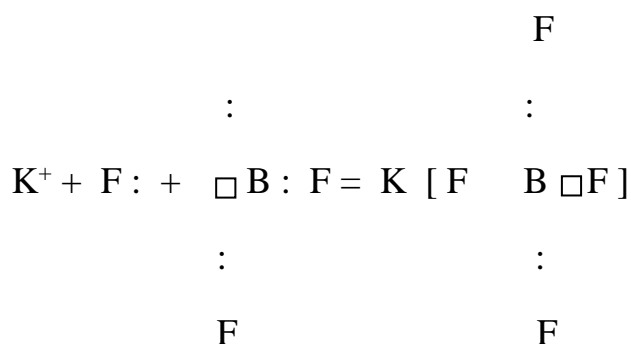 F
: :
K⁺ + F : + □ B : F = K [ F B □ F ]
: :
F F